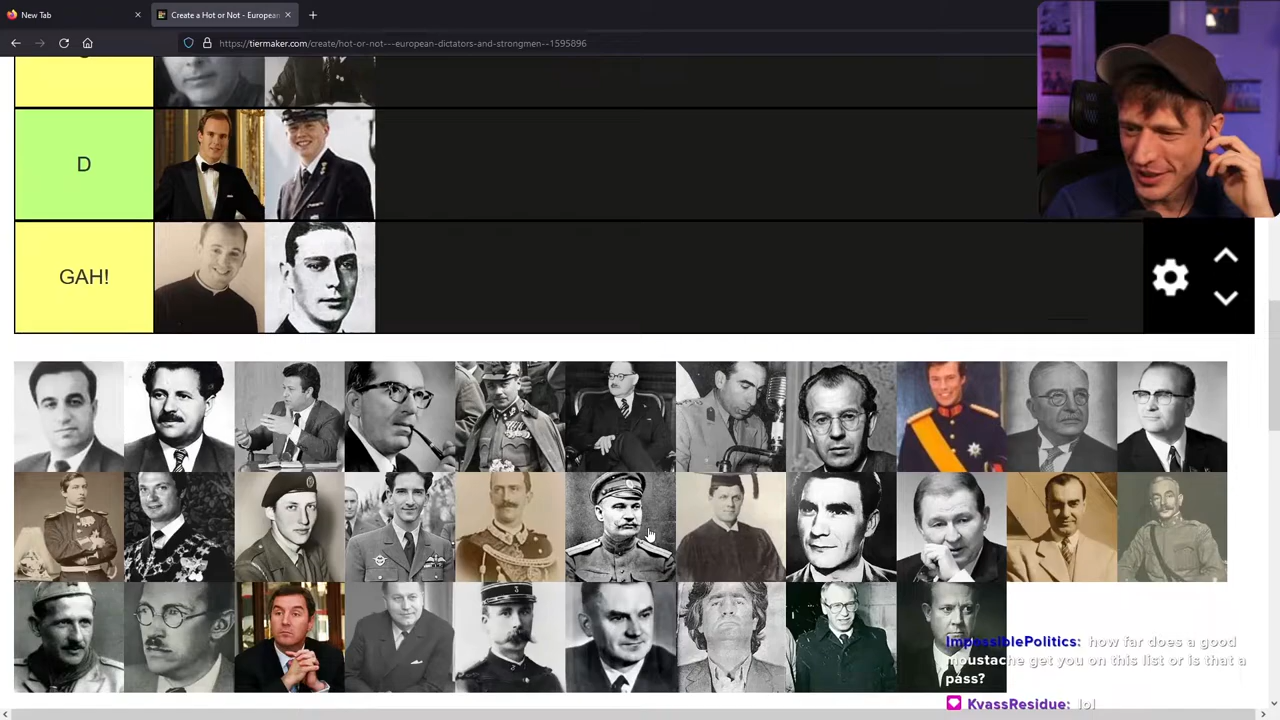 New Tab
Create a Hot or Not - European
https://tiermaker.com/create/hot-or-not---european-dictators-and-strongmen--1595896
D
GAH!
ImpossiblePolitics: how far does a good
moustache get you on this list or is that a
pass?
KvassResidue: lol